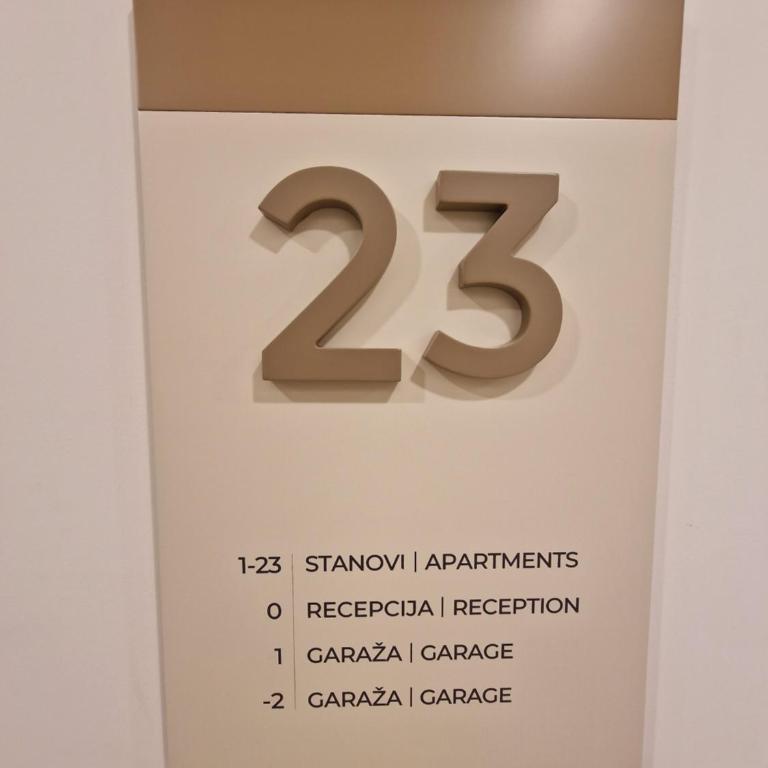 23
1-23 STANOVI | APARTMENTS
0 RECEPCIJA | RECEPTION
1 GARAŽA | GARAGE
-2 GARAŽA | GARAGE